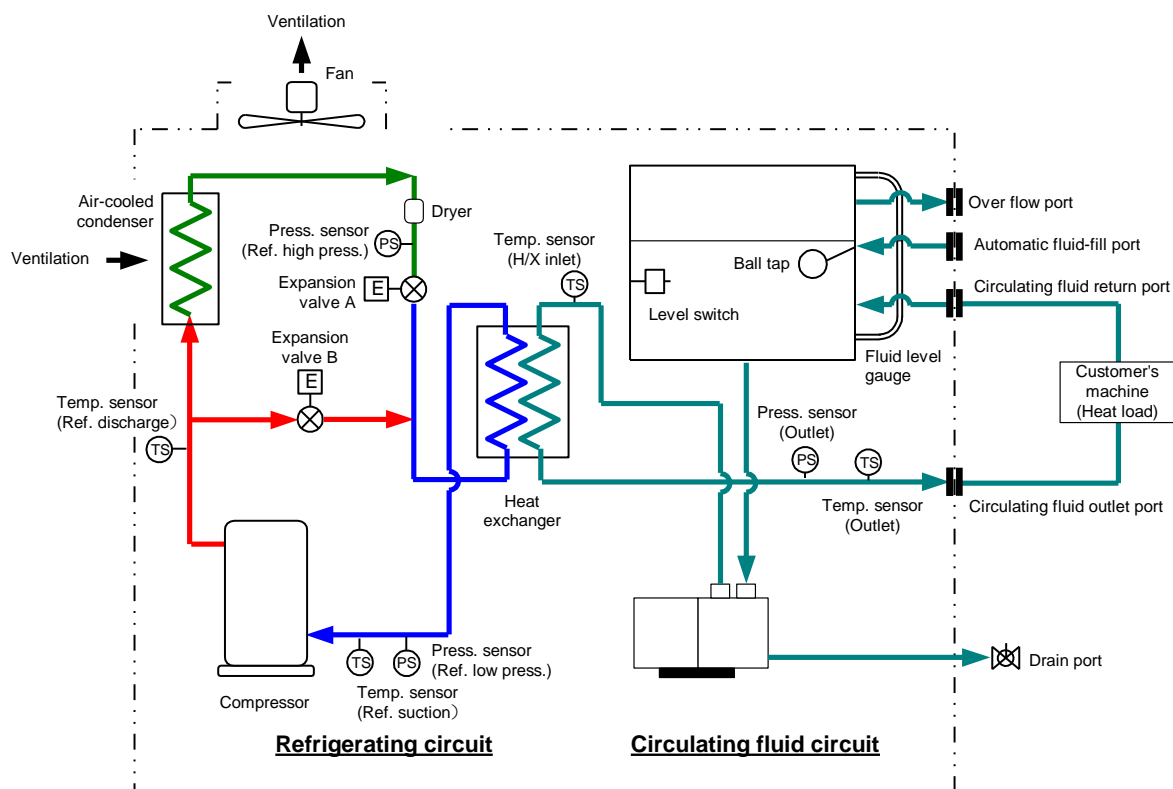 Ventilation
Fan
Air-cooled
condenser
Ventilation
Dryer
Press. sensor
(Ref. high press.)
PS
Expansion
valve A
E
Expansion
valve B
E
Temp. sensor
(Ref. discharge）
TS
Temp. sensor
(H/X inlet)
TS
Heat
exchanger
Compressor
TS
PS
Press. sensor
(Ref. low press.)
Temp. sensor
(Ref. suction）
Refrigerating circuit
Ball tap
Level switch
Fluid level
gauge
Over flow port
Automatic fluid-fill port
Circulating fluid return port
Customer's
machine
(Heat load)
Press. sensor
(Outlet)
PS
TS
Temp. sensor
(Outlet)
Circulating fluid outlet port
Drain port
Circulating fluid circuit